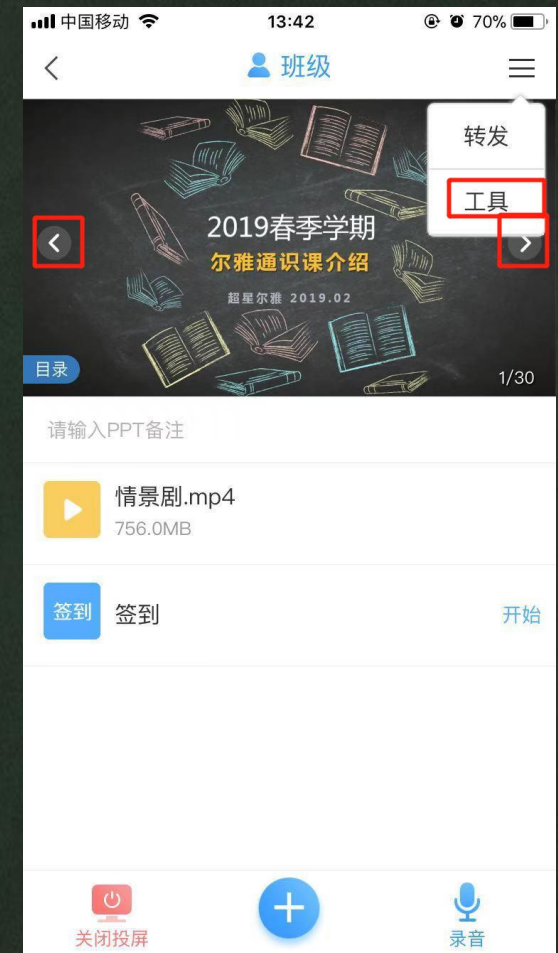 中国移动
13:42
70%
班级
转发
工具
2019春季学期
尔雅通识课介绍
超星尔雅 2019.02
目录
1/30
请输入PPT备注
情景剧.mp4
756.0MB
签到
签到
开始
关闭投屏
录音